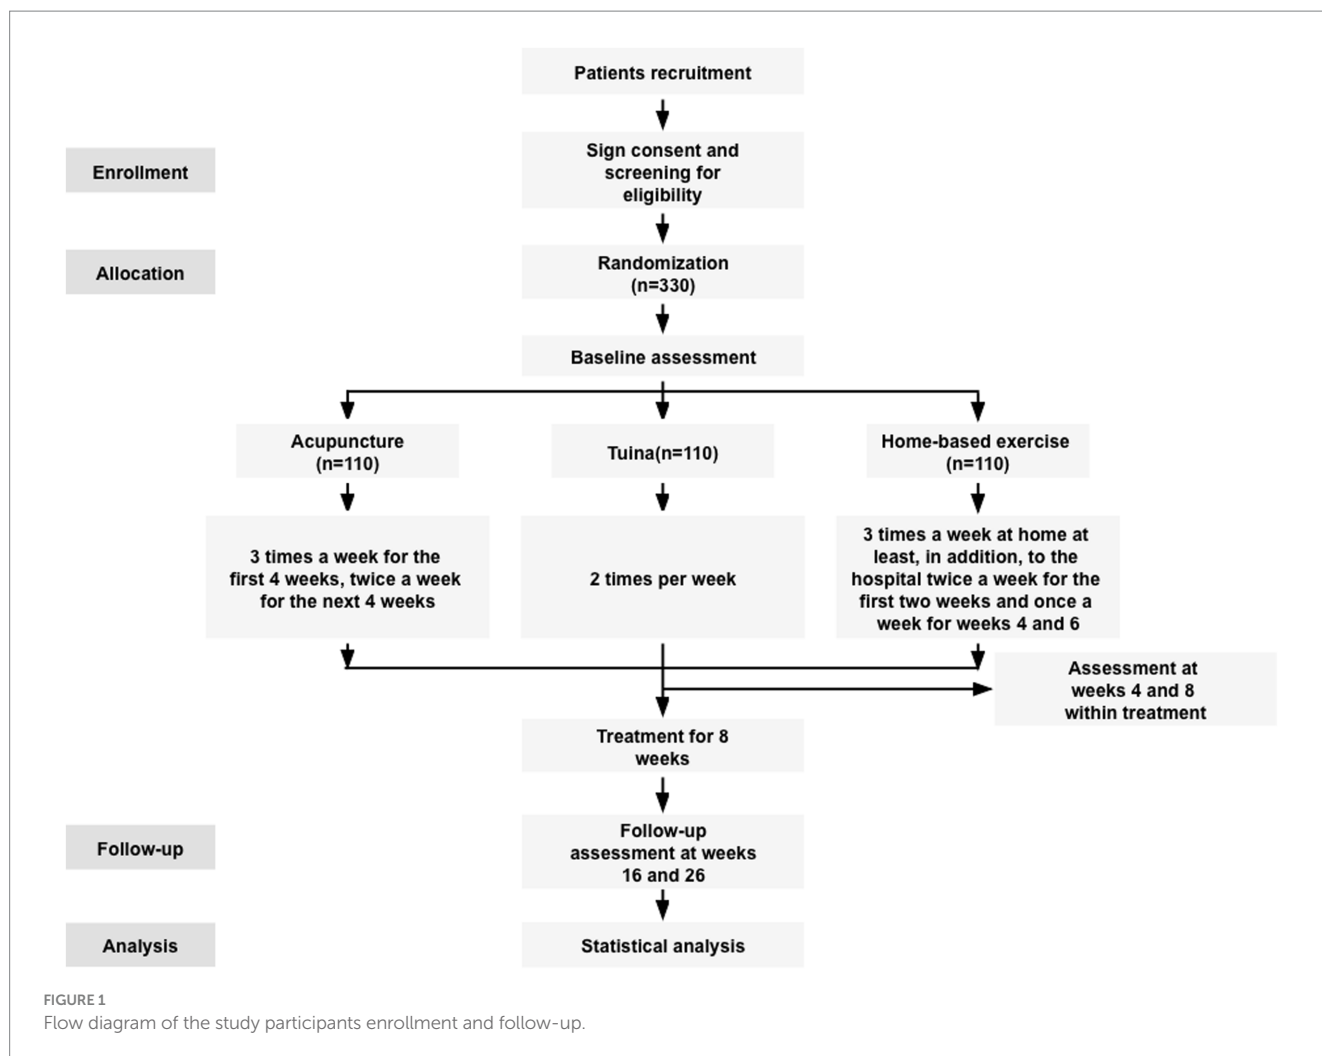 Patients recruitment
Enrollment
Sign consent and
screening for
eligibility
Allocation
Randomization
(n=330)
Baseline assessment
Acupuncture
(n=110)
Tuina(n=110)
Home-based exercise
(n=110)
3 times a week for the
first 4 weeks, twice a week
for the next 4 weeks
2 times per week
3 times a week at home at
least, in addition, to the
hospital twice a week for the
first two weeks and once a
week for weeks 4 and 6
Assessment at
weeks 4 and 8
within treatment
Treatment for 8
weeks
Follow-up
Follow-up
assessment at weeks
16 and 26
Analysis
Statistical analysis
FIGURE 1
Flow diagram of the study participants enrollment and follow-up.